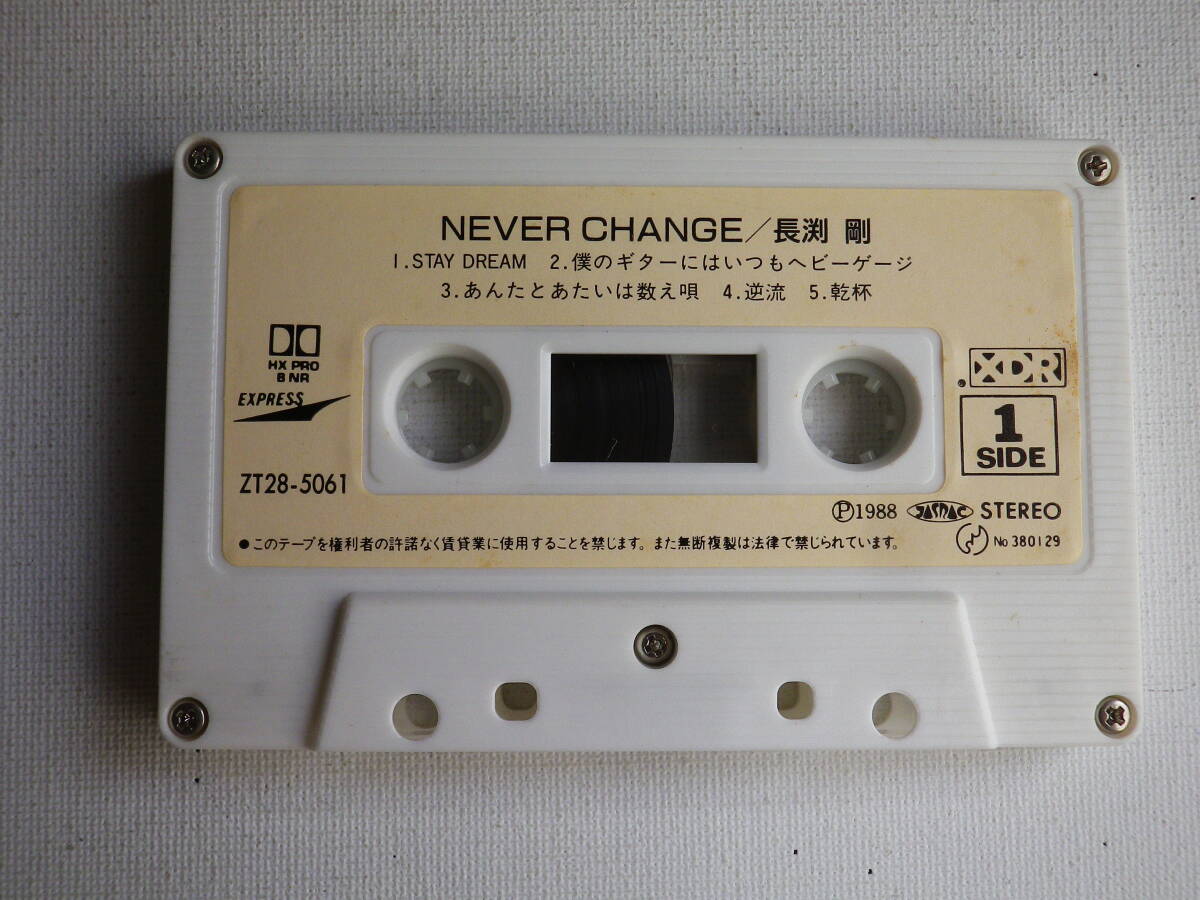 NEVER CHANGE／長渕 剛
1.STAY DREAM 2.僕のギターにはいつもヘビーゲージ
3.あんたとあたいは数え唄 4.逆流 5.乾杯
HX PRO
B NR
EXPRESS
XDR
1
SIDE
ZT28-5061
Ⓟ1988 JASRAC STEREO
●このテープを権利者の許諾なく賃貸業に使用することを禁じます。また無断複製は法律で禁じられています。
No 380129